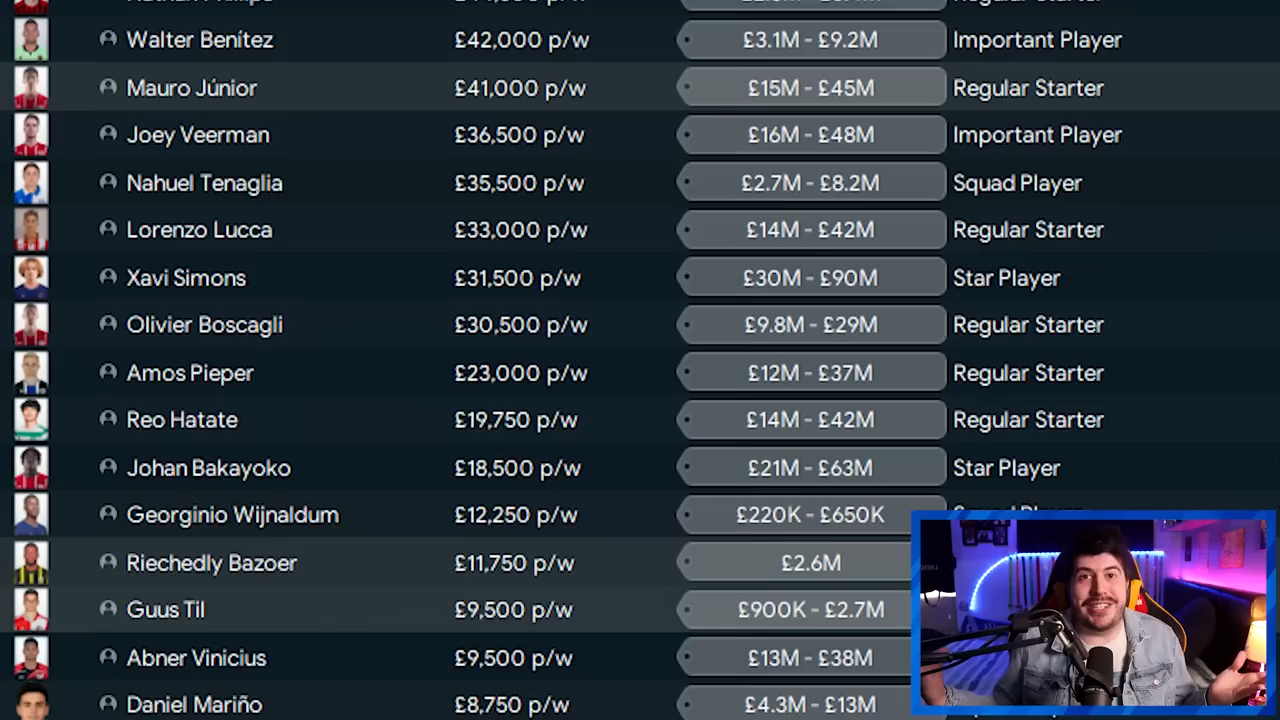 Walter Benítez £42,000 p/w £3.1M - £9.2M Important Player
Mauro Júnior £41,000 p/w £15M - £45M Regular Starter
Joey Veerman £36,500 p/w £16M - £48M Important Player
Nahuel Tenaglia £35,500 p/w £2.7M - £8.2M Squad Player
Lorenzo Lucca £33,000 p/w £14M - £42M Regular Starter
Xavi Simons £31,500 p/w £30M - £90M Star Player
Olivier Boscagli £30,500 p/w £9.8M - £29M Regular Starter
Amos Pieper £23,000 p/w £12M - £37M Regular Starter
Reo Hatate £19,750 p/w £14M - £42M Regular Starter
Johan Bakayoko £18,500 p/w £21M - £63M Star Player
Georginio Wijnaldum £12,250 p/w £220K - £650K
Riechedly Bazoer £11,750 p/w £2.6M
Guus Til £9,500 p/w £900K - £2.7M
Abner Vinicius £9,500 p/w £13M - £38M
Daniel Mariño £8,750 p/w £4.3M - £13M